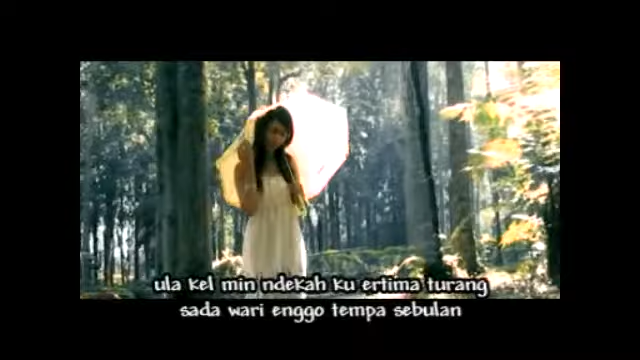 ula kel min ndekah ku ertima turang
sada wari enggo tempa sebulan